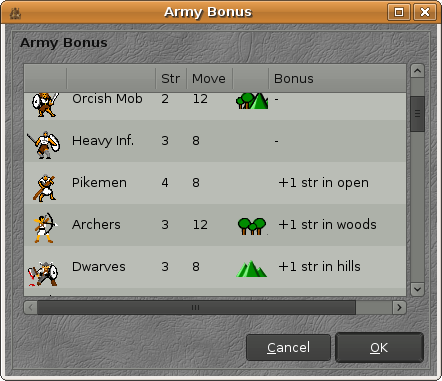 Army Bonus
Army Bonus
Str Move Bonus
Orcish Mob 2 12 -
Heavy Inf. 3 8 -
Pikemen 4 8 +1 str in open
Archers 3 12 +1 str in woods
Dwarves 3 8 +1 str in hills
Cancel OK